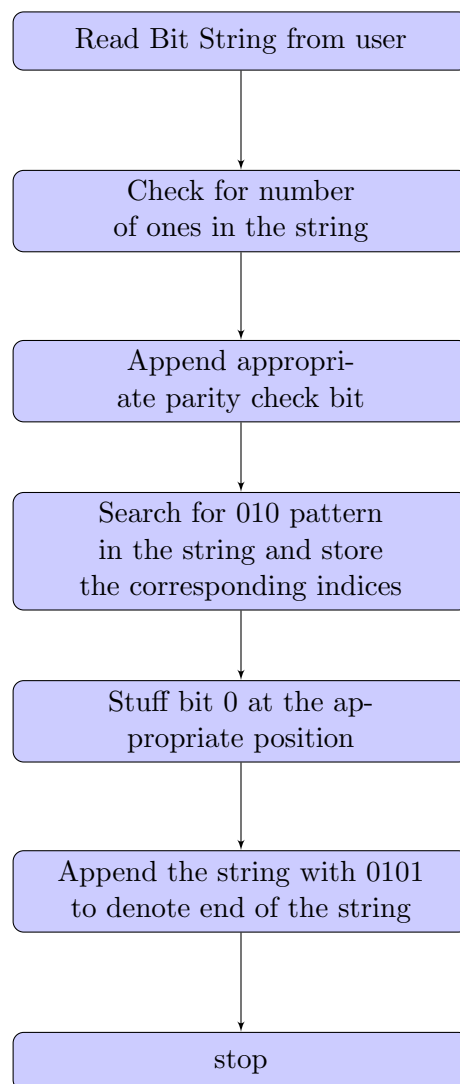 Read Bit String from user
Check for number
of ones in the string
Append appropri-
ate parity check bit
Search for 010 pattern
in the string and store
the corresponding indices
Stuff bit 0 at the ap-
propriate position
Append the string with 0101
to denote end of the string
stop